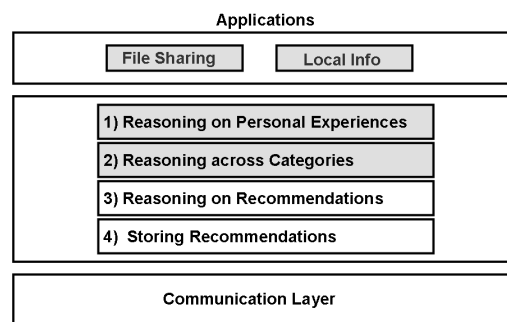 Applications
File Sharing Local Info
1) Reasoning on Personal Experiences
2) Reasoning across Categories
3) Reasoning on Recommendations
4) Storing Recommendations
Communication Layer